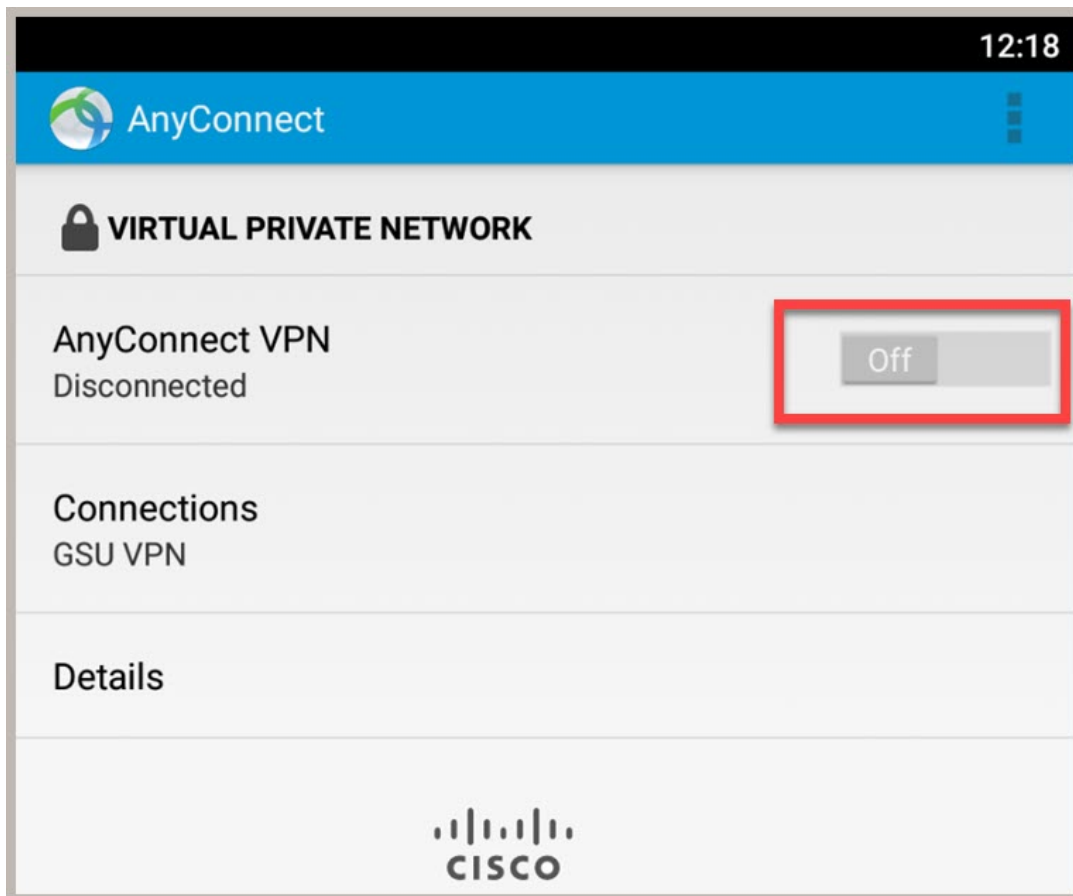 12:18
AnyConnect
VIRTUAL PRIVATE NETWORK
AnyConnect VPN
Off
Disconnected
Connections
GSU VPN
Details
CISCO